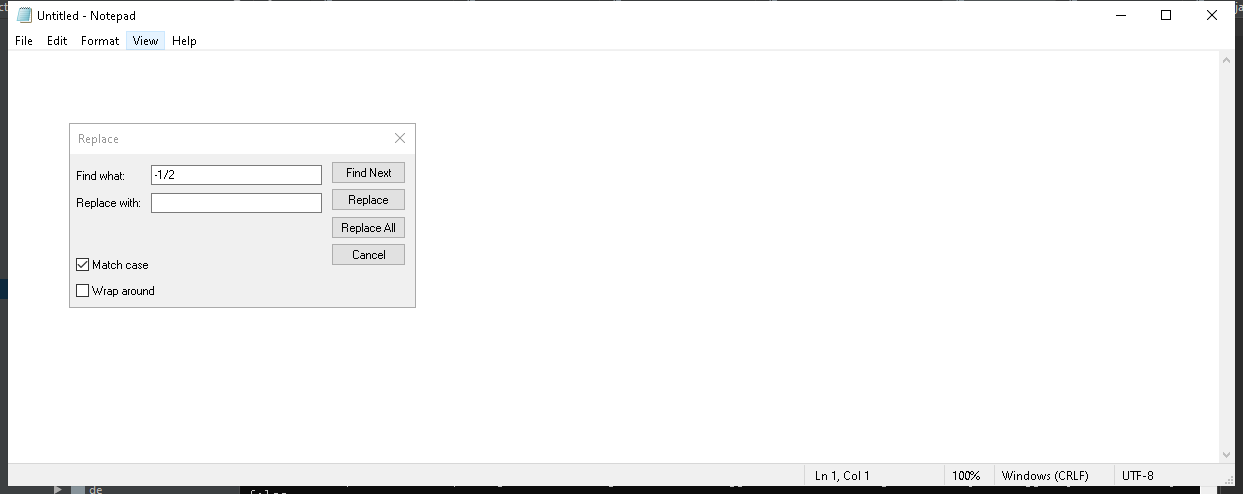 Untitled - Notepad
File Edit Format View Help
Replace
Find what: -1/2 Find Next
Replace with: Replace
Replace All
Cancel
Match case
Wrap around
Ln 1, Col 1 100% Windows (CRLF) UTF-8
de